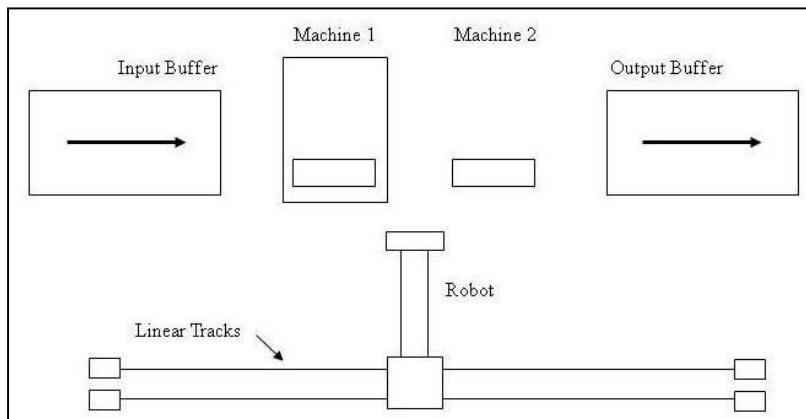 Machine 1
Machine 2
Input Buffer
Output Buffer
Robot
Linear Tracks